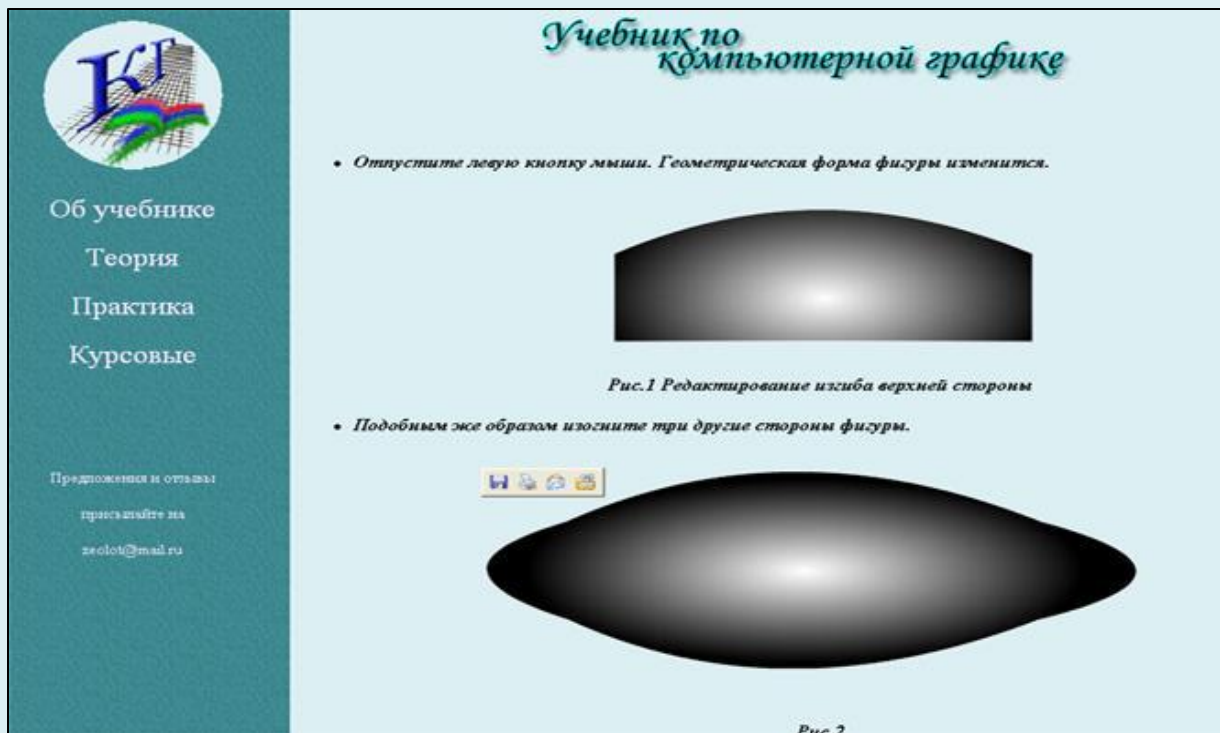 КГ
Об учебнике
Теория
Практика
Курсовые
Предложения и отзывы
присылайте на
zeolot@mail.ru
Учебник по
компьютерной графике
• Отпустите левую кнопку мыши. Геометрическая форма фигуры изменится.
Рис.1 Редактирование изгиба верхней стороны
• Подобным же образом изогните три другие стороны фигуры.
Рис.2